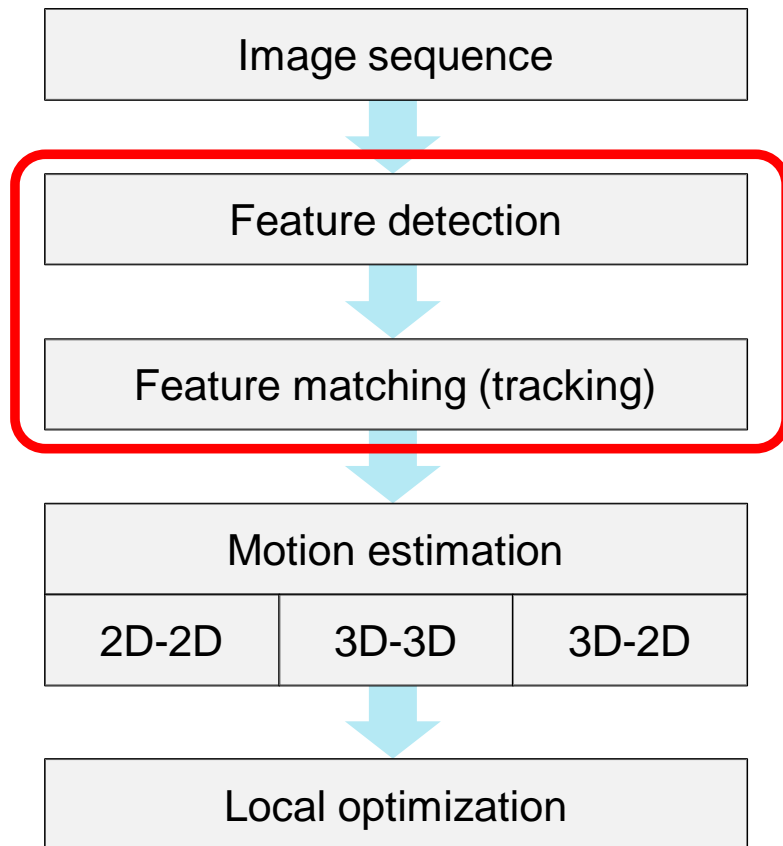 Image sequence
Feature detection
Feature matching (tracking)
Motion estimation
2D-2D 3D-3D 3D-2D
Local optimization